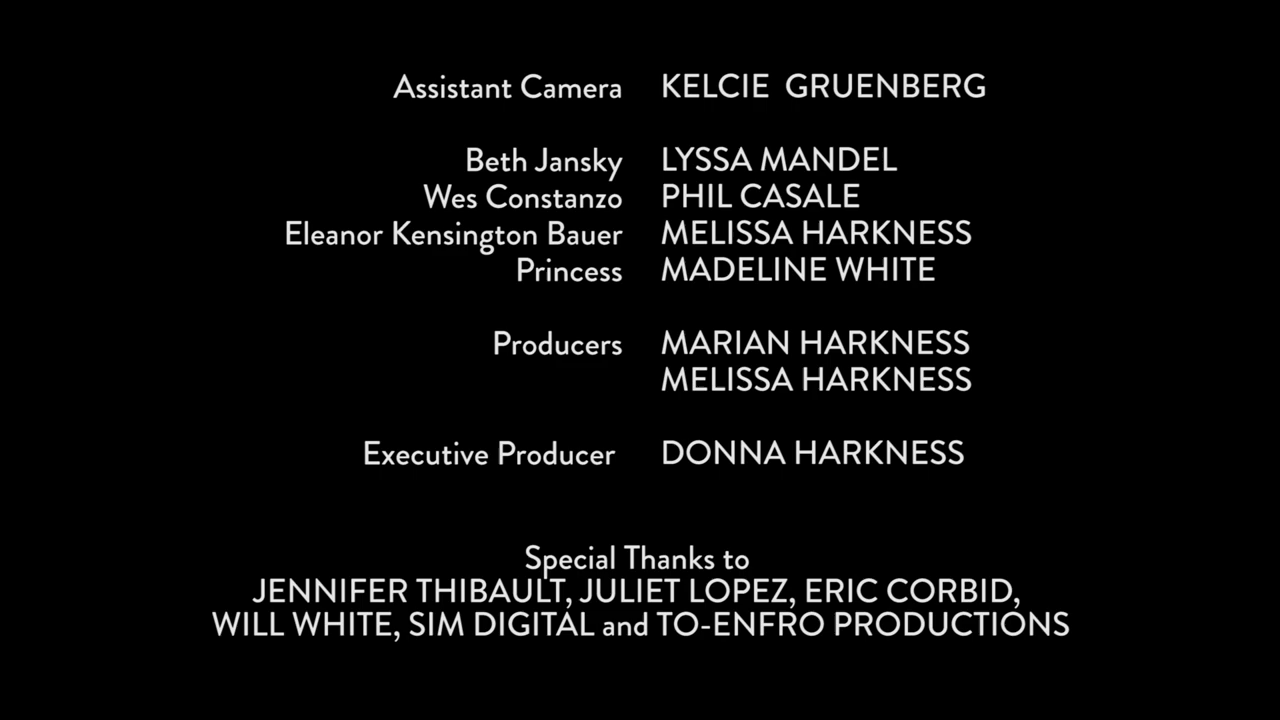 Assistant Camera KELCIE GRUENBERG
Beth Jansky LYSSA MANDEL
Wes Constanzo PHIL CASALE
Eleanor Kensington Bauer MELISSA HARKNESS
Princess MADELINE WHITE
Producers MARIAN HARKNESS
MELISSA HARKNESS
Executive Producer DONNA HARKNESS
Special Thanks to
JENNIFER THIBAULT, JULIET LOPEZ, ERIC CORBID,
WILL WHITE, SIM DIGITAL and TO-ENFRO PRODUCTIONS